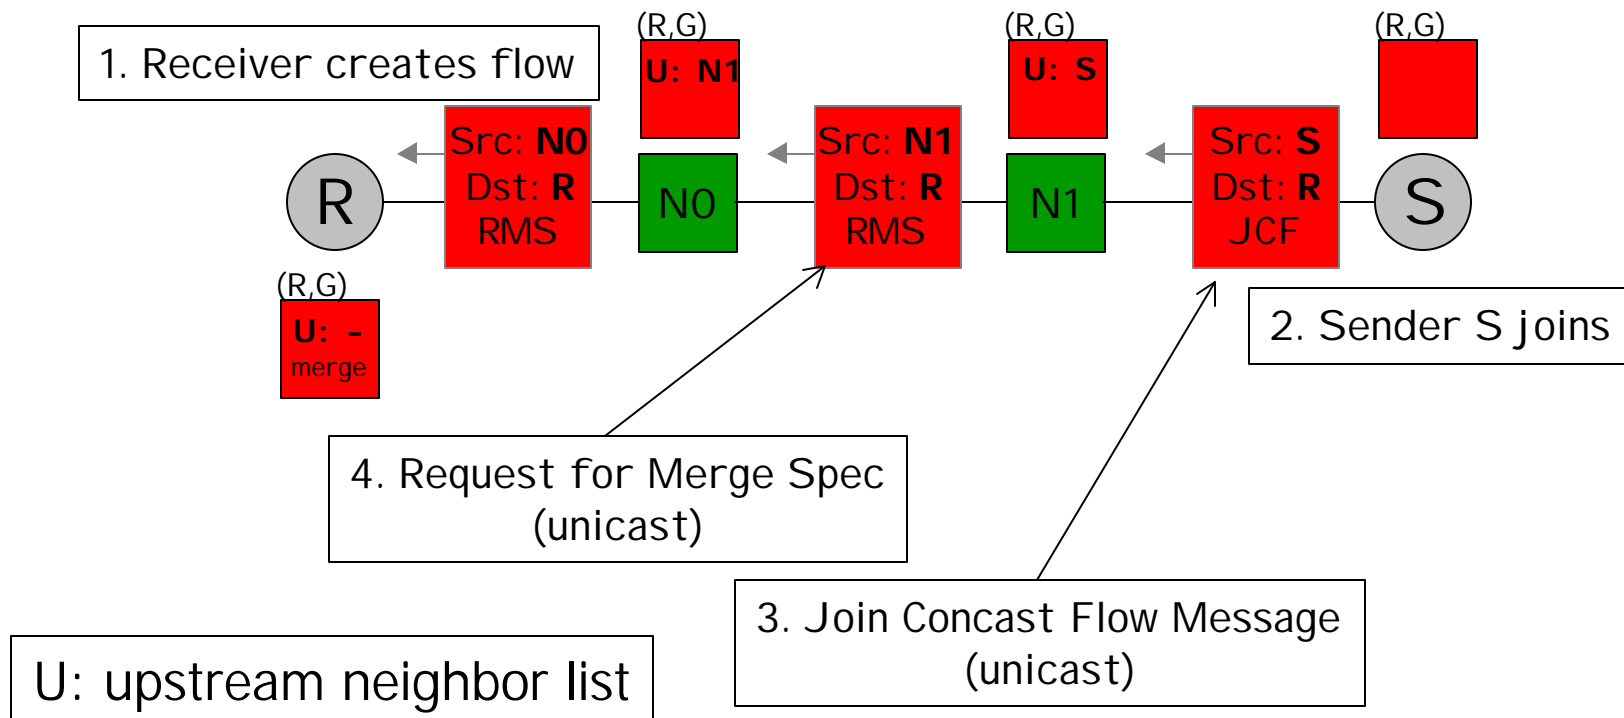 1. Receiver creates flow
(R,G)
U: N1
(R,G)
U: S
(R,G)
Src: N0
Dst: R
RMS
Src: N1
Dst: R
RMS
Src: S
Dst: R
JCF
R
N0
N1
S
(R,G)
U: -
merge
2. Sender S joins
4. Request for Merge Spec
(unicast)
3. Join Concast Flow Message
(unicast)
U: upstream neighbor list